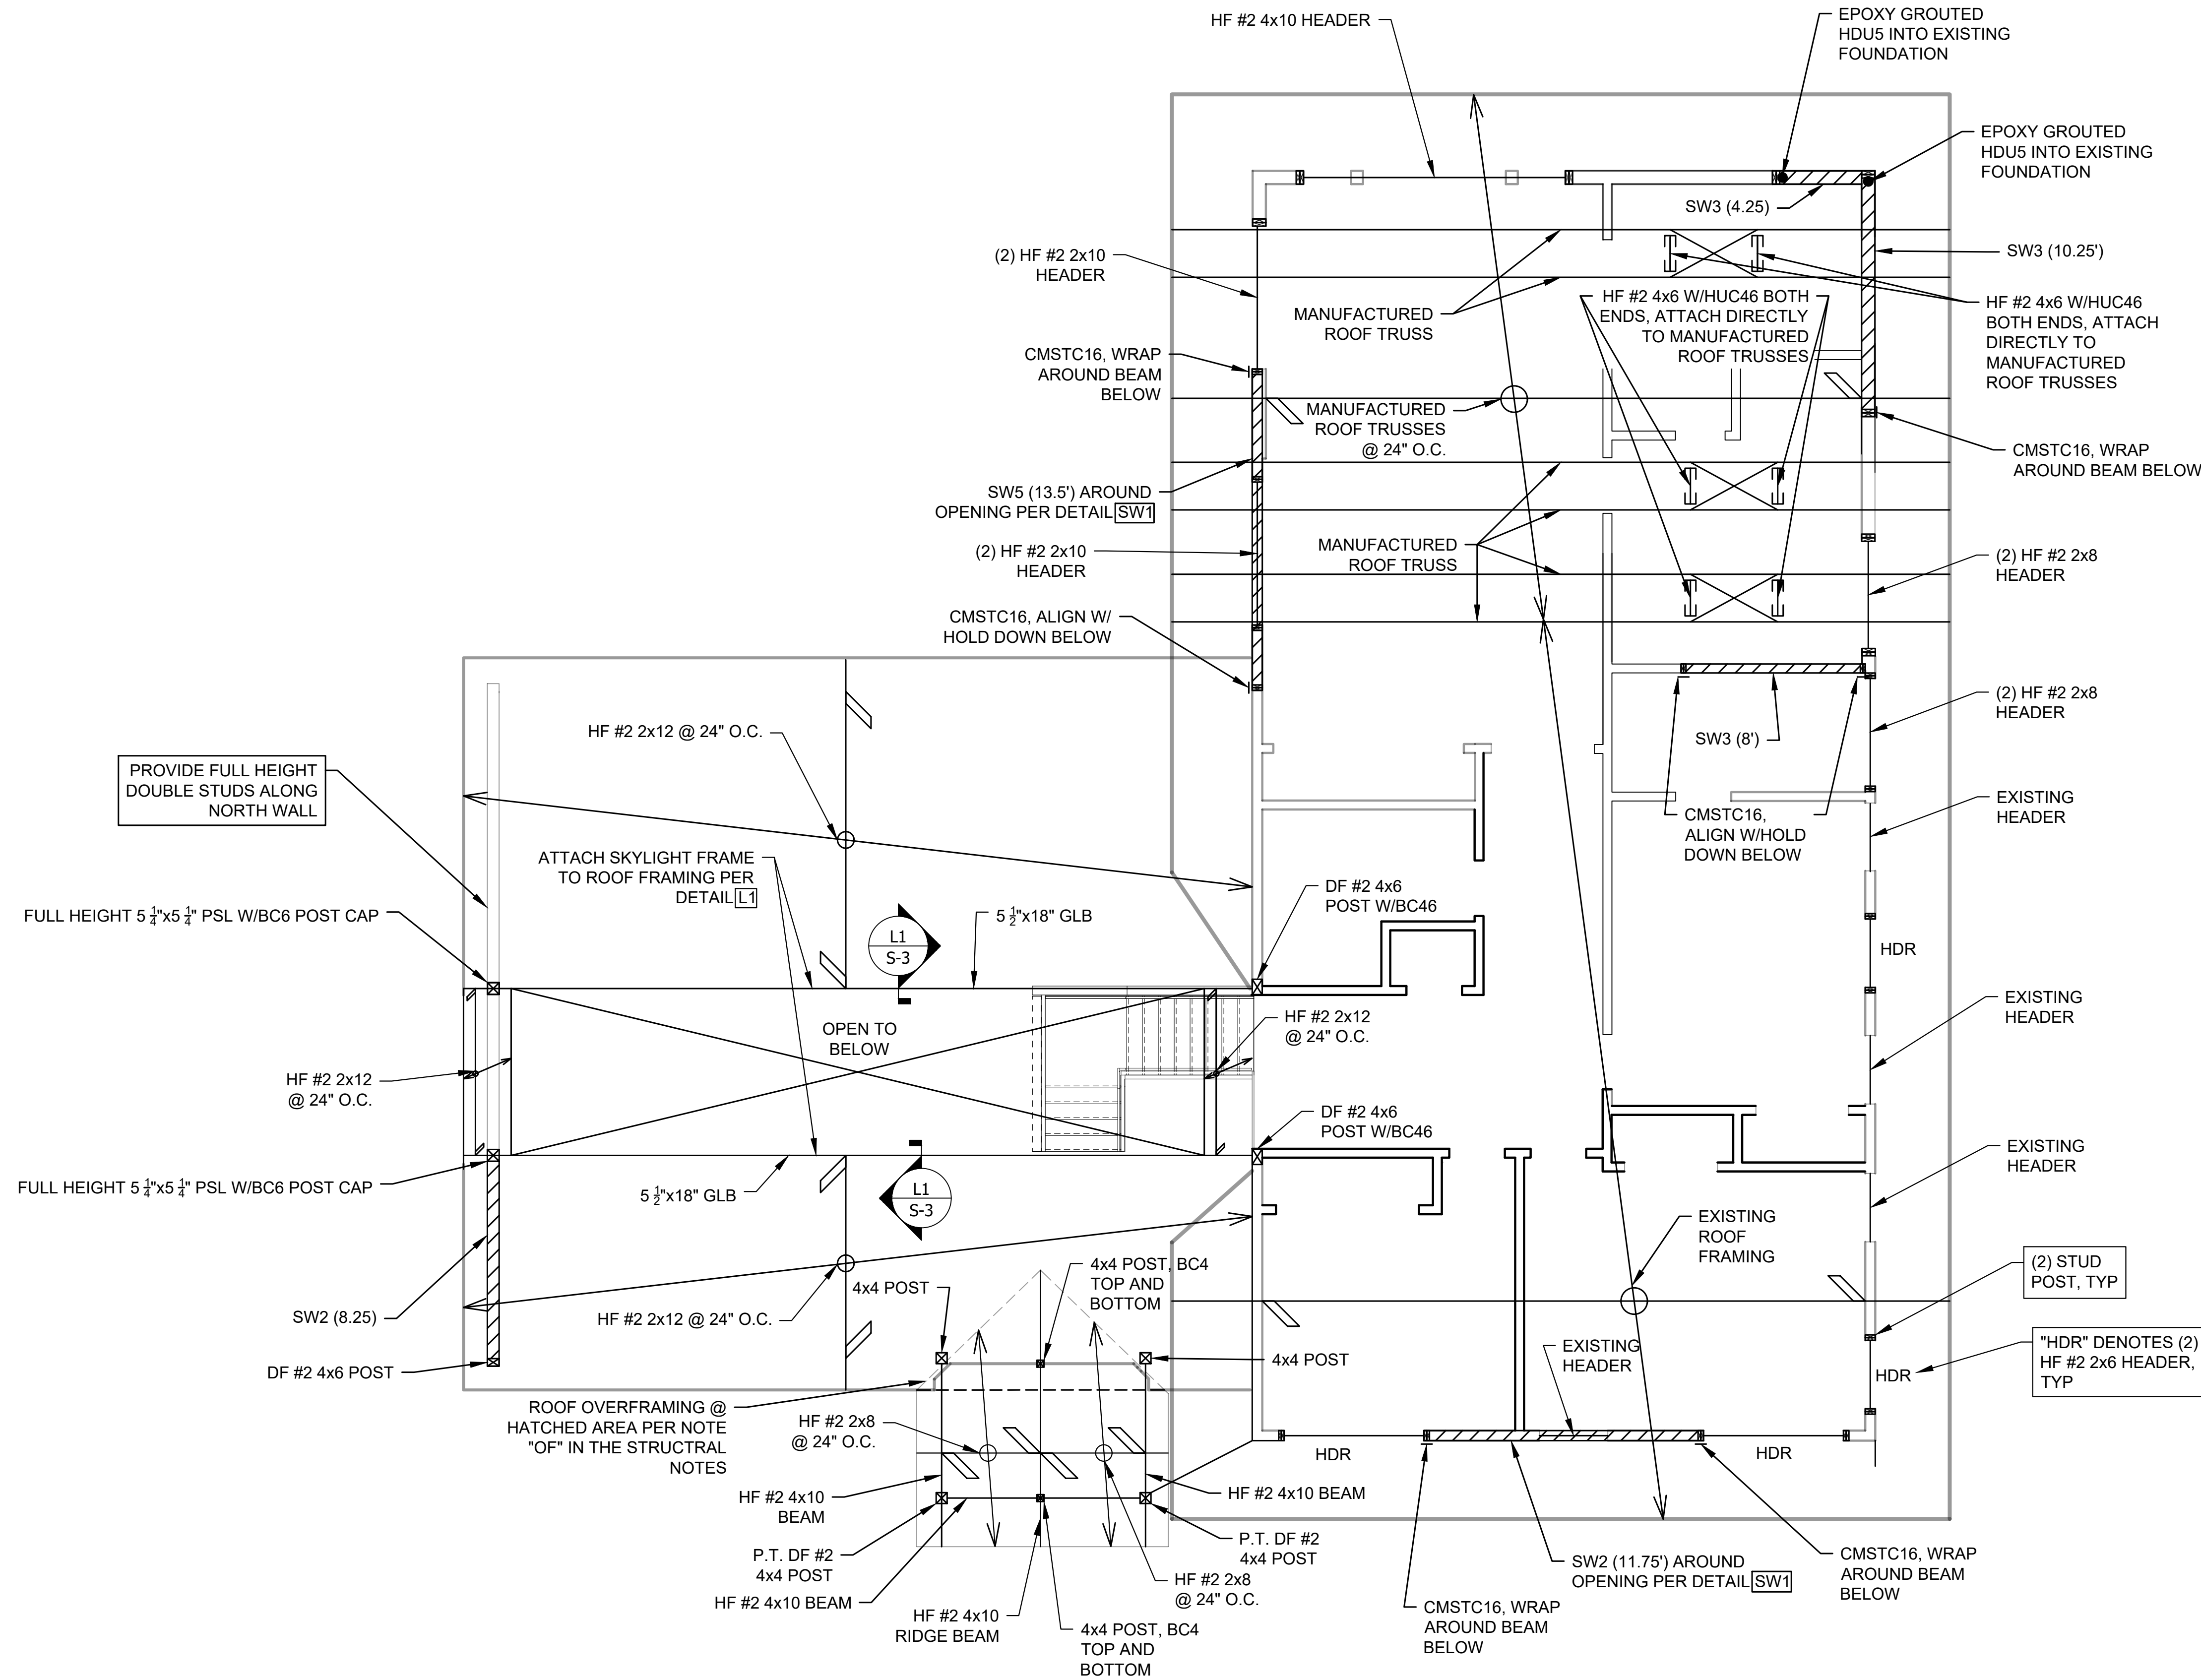 HF #2 4x10 HEADER
EPOXY GROUTED
HDU5 INTO EXISTING
FOUNDATION
EPOXY GROUTED
HDU5 INTO EXISTING
FOUNDATION
SW3 (4.25)
SW3 (10.25')
(2) HF #2 2x10
HEADER
MANUFACTURED
ROOF TRUSS
HF #2 4x6 W/HUC46 BOTH
ENDS, ATTACH DIRECTLY
TO MANUFACTURED
ROOF TRUSSES
HF #2 4x6 W/HUC46
BOTH ENDS, ATTACH
DIRECTLY TO
MANUFACTURED
ROOF TRUSSES
CMSTC16, WRAP
AROUND BEAM
BELOW
MANUFACTURED
ROOF TRUSSES
@ 24" O.C.
CMSTC16, WRAP
AROUND BEAM BELOW
SW5 (13.5') AROUND
OPENING PER DETAIL SW1
(2) HF #2 2x10
HEADER
MANUFACTURED
ROOF TRUSS
(2) HF #2 2x8
HEADER
CMSTC16, ALIGN W/
HOLD DOWN BELOW
(2) HF #2 2x8
HEADER
HF #2 2x12 @ 24" O.C.
SW3 (8')
PROVIDE FULL HEIGHT
DOUBLE STUDS ALONG
NORTH WALL
CMSTC16,
ALIGN W/HOLD
DOWN BELOW
EXISTING
HEADER
ATTACH SKYLIGHT FRAME
TO ROOF FRAMING PER
DETAIL L1
FULL HEIGHT 5 1/4"x5 1/4" PSL W/BC6 POST CAP
5 1/2"x18" GLB
DF #2 4x6
POST W/BC46
L1
S-3
HDR
EXISTING
HEADER
OPEN TO
BELOW
HF #2 2x12
@ 24" O.C.
HF #2 2x12
@ 24" O.C.
DF #2 4x6
POST W/BC46
EXISTING
HEADER
FULL HEIGHT 5 1/4"x5 1/4" PSL W/BC6 POST CAP
5 1/2"x18" GLB
L1
S-3
EXISTING
ROOF
FRAMING
4x4 POST
4x4 POST, BC4
TOP AND
BOTTOM
(2) STUD
POST, TYP
SW2 (8.25)
HF #2 2x12 @ 24" O.C.
4x4 POST
EXISTING
HEADER
DF #2 4x6 POST
HDR
"HDR" DENOTES (2)
HF #2 2x6 HEADER,
TYP
ROOF OVERFRAMING @
HATCHED AREA PER NOTE
"OF" IN THE STRUCTRAL
NOTES
HF #2 2x8
@ 24" O.C.
HDR
HDR
HF #2 4x10
BEAM
HF #2 4x10 BEAM
P.T. DF #2
4x4 POST
P.T. DF #2
4x4 POST
HF #2 4x10 BEAM
HF #2 2x8
@ 24" O.C.
HF #2 4x10
RIDGE BEAM
4x4 POST, BC4
TOP AND
BOTTOM
SW2 (11.75') AROUND
OPENING PER DETAIL SW1
CMSTC16, WRAP
AROUND BEAM
BELOW
CMSTC16, WRAP
AROUND BEAM
BELOW